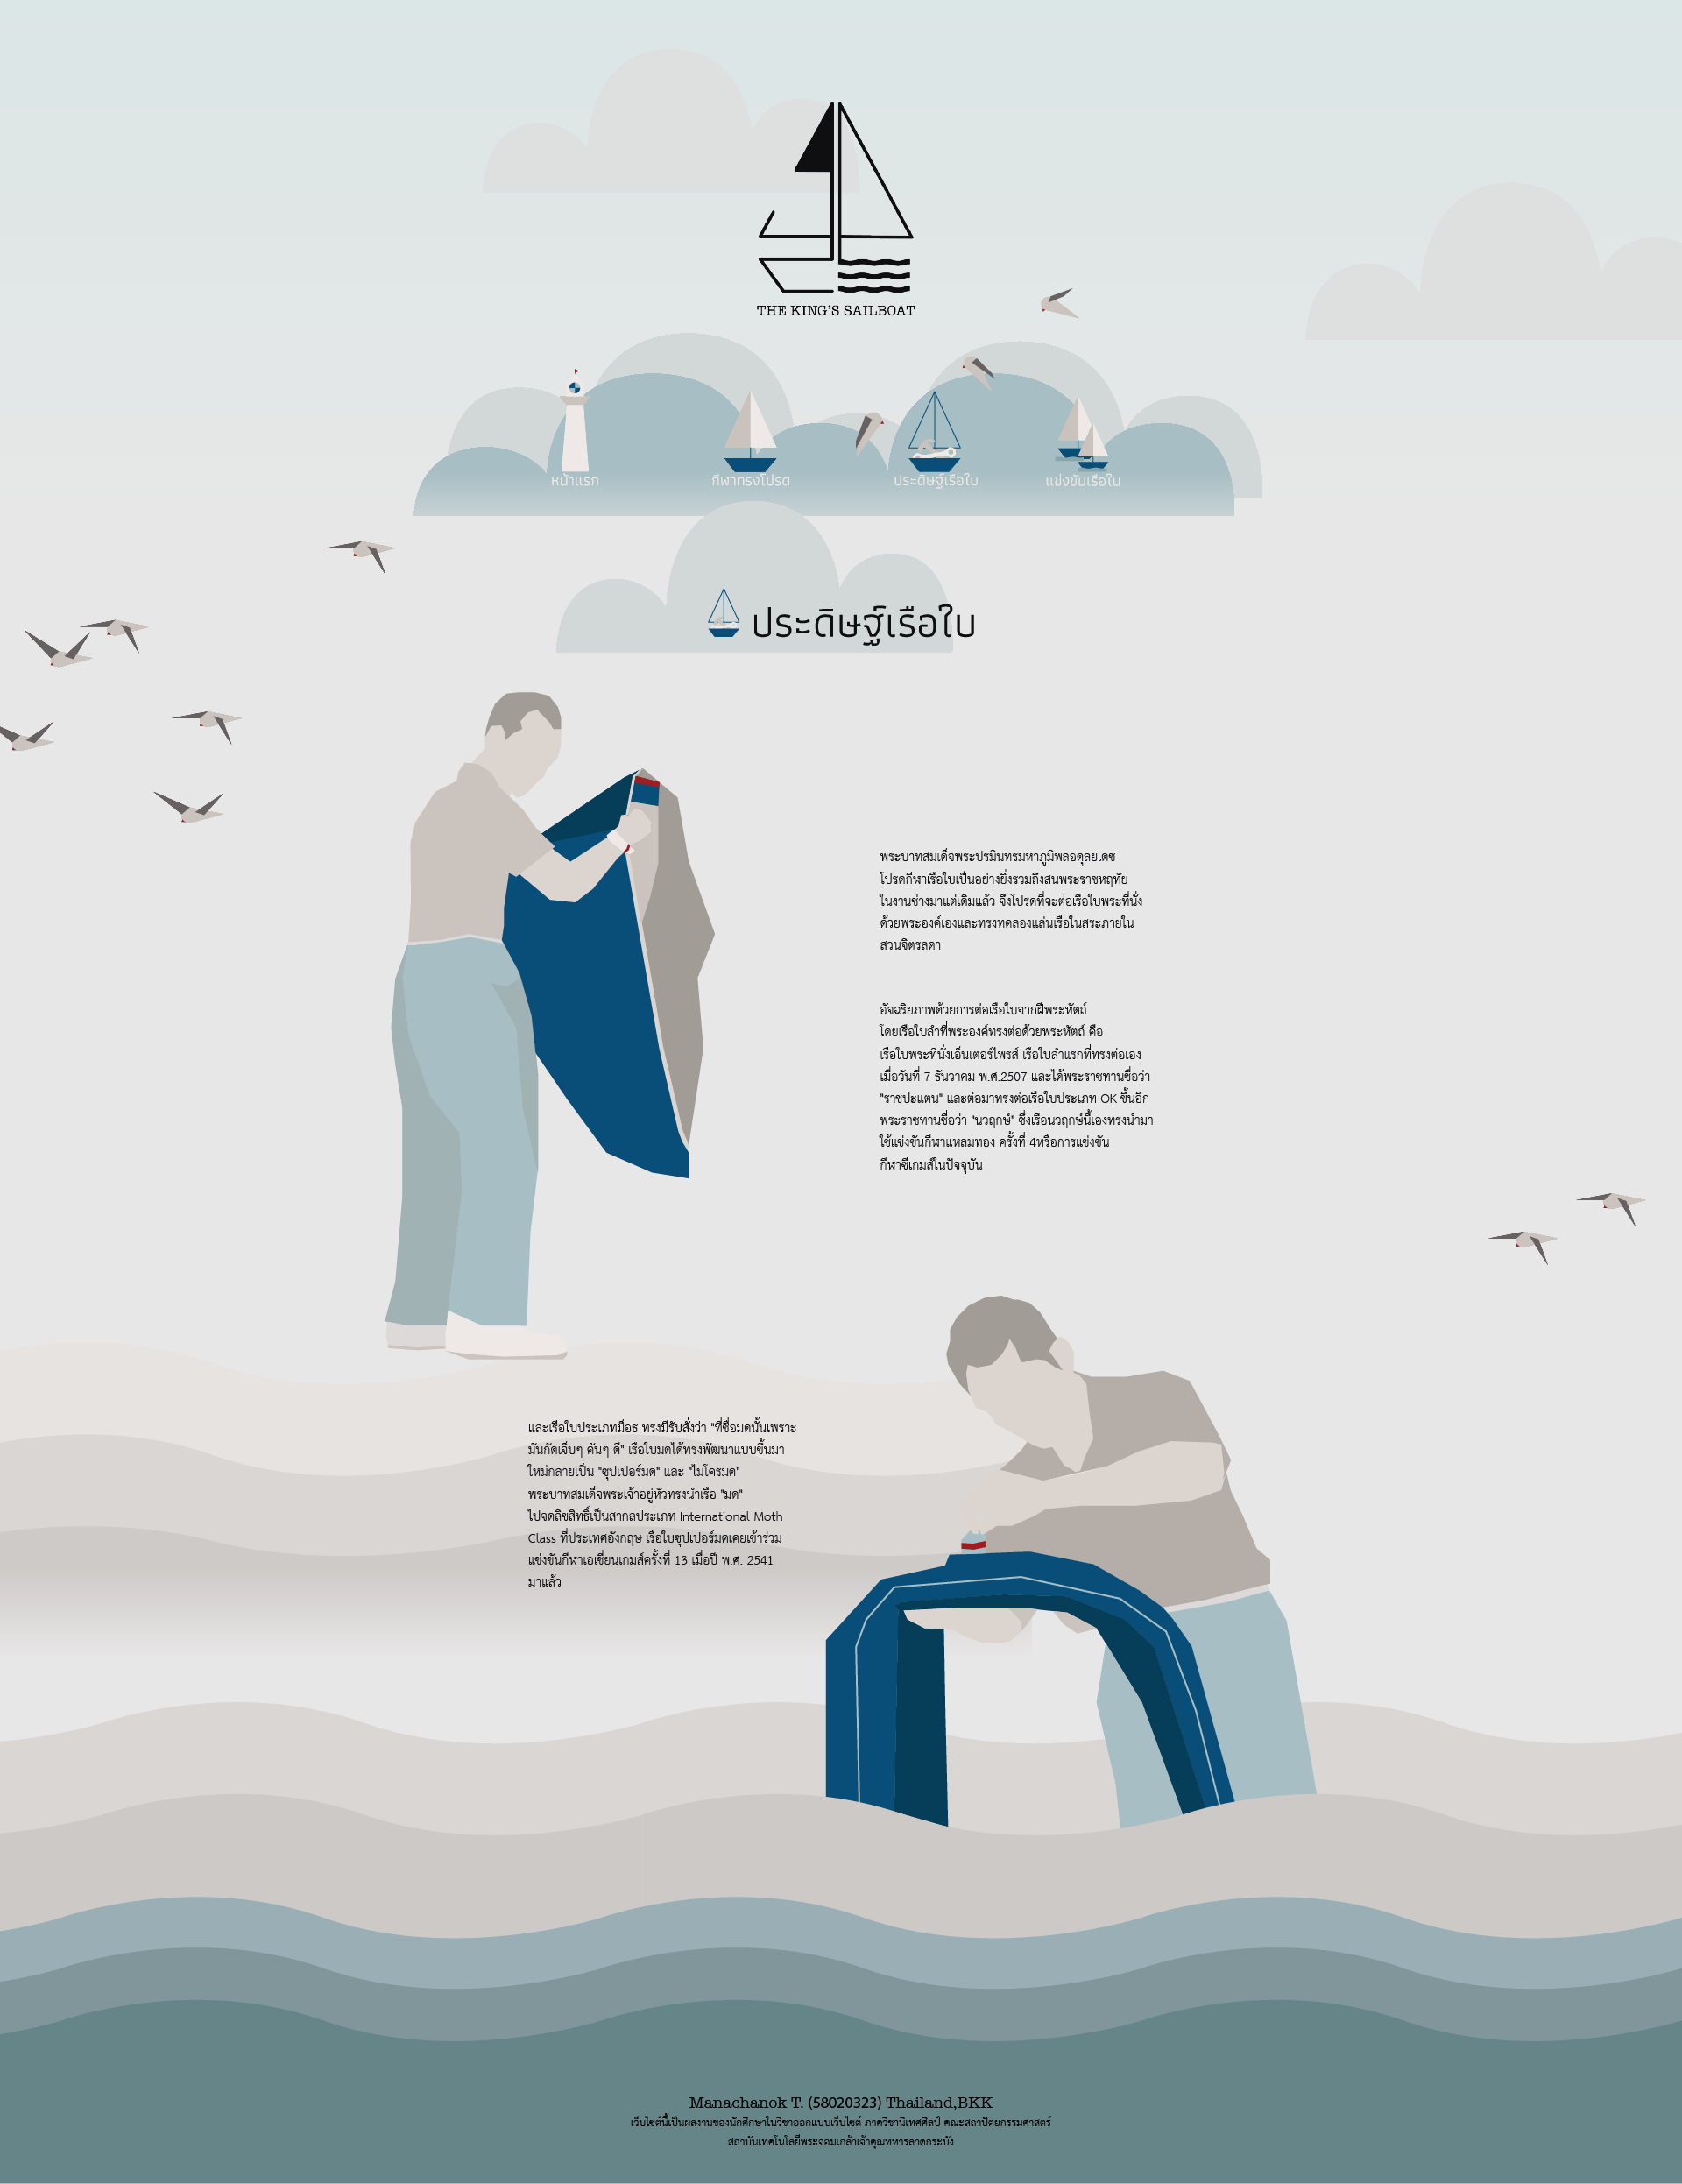 THE KING'S SAILBOAT
หน้าแรก
กีฬาทรงโปรด
ประดิษฐ์เรือใบ
แข่งขันเรือใบ
ประดิษฐ์เรือใบ
พระบาทสมเด็จพระปรมินทรมหาภูมิพลอดุลยเดช
โปรดกีฬาเรือใบเป็นอย่างยิ่งรวมถึงสนพระราชหฤทัย
ในงานช่างมาแต่เดิมแล้ว จึงโปรดที่จะต่อเรือใบพระที่นั่ง
ด้วยพระองค์เองและทรงทดลองแล่นเรือในสระภายใน
สวนจิตรลดา
อัจฉริยภาพด้วยการต่อเรือใบจากฝีพระหัตถ์
โดยเรือใบลำที่พระองค์ทรงต่อด้วยพระหัตถ์ คือ
เรือใบพระที่นั่งเอ็นเตอร์ไพรส์ เรือใบลำแรกที่ทรงต่อเอง
เมื่อวันที่ 7 ธันวาคม พ.ศ.2507 และได้พระราชทานชื่อว่า
"ราชปะแตน" และต่อมาทรงต่อเรือใบประเภท OK ขึ้นอีก
พระราชทานชื่อว่า "นวฤกษ์" ซึ่งเรือนวฤกษ์นี้เองทรงนำมา
ใช้แข่งขันกีฬาแหลมทอง ครั้งที่ 4หรือการแข่งขัน
กีฬาซีเกมส์ในปัจจุบัน
และเรือใบประเภทม็อธ ทรงมีรับสั่งว่า "ที่ชื่อมดนั้นเพราะ
มันกัดเจ็บๆ คันๆ ดี" เรือใบมดได้ทรงพัฒนาแบบขึ้นมา
ใหม่กลายเป็น "ซุปเปอร์มด" และ "ไมโครมด"
พระบาทสมเด็จพระเจ้าอยู่หัวทรงนำเรือ "มด"
ไปจดลิขสิทธิ์เป็นสากลประเภท International Moth
Class ที่ประเทศอังกฤษ เรือใบซุปเปอร์มดเคยเข้าร่วม
แข่งขันกีฬาเอเชี่ยนเกมส์ครั้งที่ 13 เมื่อปี พ.ศ. 2541
มาแล้ว
Manachanok T. (58020323) Thailand,BKK
เว็บไซต์นี้เป็นผลงานของนักศึกษาในวิชาออกแบบเว็บไซต์ ภาควิชานิเทศศิลป์ คณะสถาปัตยกรรมศาสตร์
สถาบันเทคโนโลยีพระจอมเกล้าเจ้าคุณทหารลาดกระบัง